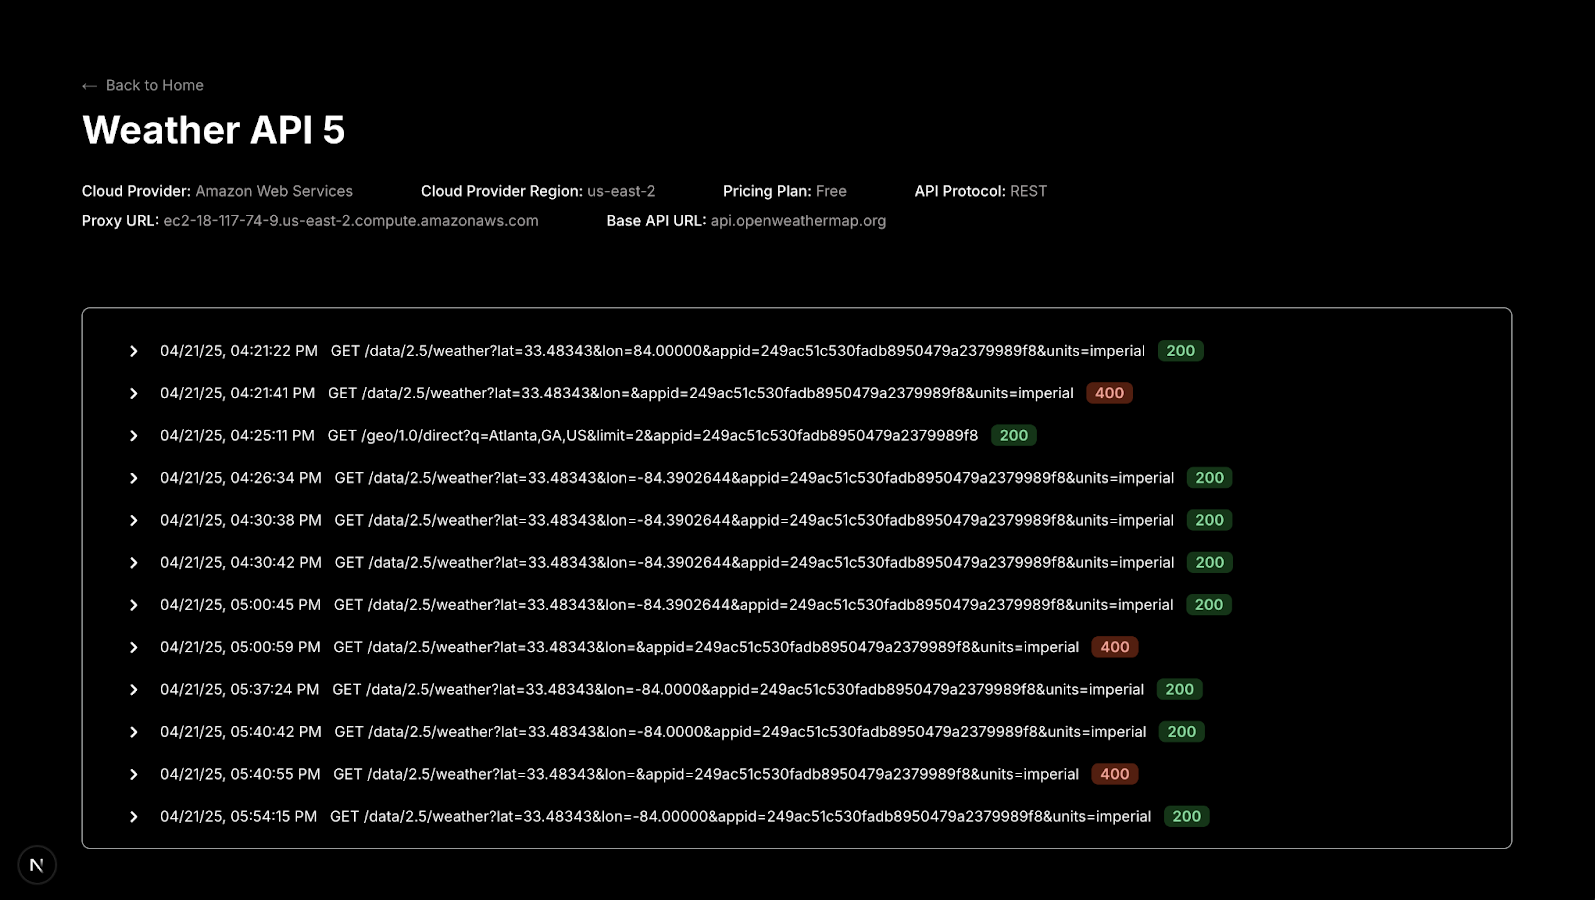 ← Back to Home
Weather API 5
Cloud Provider: Amazon Web Services Cloud Provider Region: us-east-2 Pricing Plan: Free API Protocol: REST
Proxy URL: ec2-18-117-74-9.us-east-2.compute.amazonaws.com Base API URL: api.openweathermap.org
04/21/25, 04:21:22 PM GET /data/2.5/weather?lat=33.48343&lon=84.00000&appid=249ac51c530fadb8950479a2379989f8&units=imperial 200
04/21/25, 04:21:41 PM GET /data/2.5/weather?lat=33.48343&lon=&appid=249ac51c530fadb8950479a2379989f8&units=imperial 400
04/21/25, 04:25:11 PM GET /geo/1.0/direct?q=Atlanta,GA,US&limit=2&appid=249ac51c530fadb8950479a2379989f8 200
04/21/25, 04:26:34 PM GET /data/2.5/weather?lat=33.48343&lon=-84.3902644&appid=249ac51c530fadb8950479a2379989f8&units=imperial 200
04/21/25, 04:30:38 PM GET /data/2.5/weather?lat=33.48343&lon=-84.3902644&appid=249ac51c530fadb8950479a2379989f8&units=imperial 200
04/21/25, 04:30:42 PM GET /data/2.5/weather?lat=33.48343&lon=-84.3902644&appid=249ac51c530fadb8950479a2379989f8&units=imperial 200
04/21/25, 05:00:45 PM GET /data/2.5/weather?lat=33.48343&lon=-84.3902644&appid=249ac51c530fadb8950479a2379989f8&units=imperial 200
04/21/25, 05:00:59 PM GET /data/2.5/weather?lat=33.48343&lon=&appid=249ac51c530fadb8950479a2379989f8&units=imperial 400
04/21/25, 05:37:24 PM GET /data/2.5/weather?lat=33.48343&lon=-84.0000&appid=249ac51c530fadb8950479a2379989f8&units=imperial 200
04/21/25, 05:40:42 PM GET /data/2.5/weather?lat=33.48343&lon=-84.0000&appid=249ac51c530fadb8950479a2379989f8&units=imperial 200
04/21/25, 05:40:55 PM GET /data/2.5/weather?lat=33.48343&lon=&appid=249ac51c530fadb8950479a2379989f8&units=imperial 400
04/21/25, 05:54:15 PM GET /data/2.5/weather?lat=33.48343&lon=-84.00000&appid=249ac51c530fadb8950479a2379989f8&units=imperial 200
N